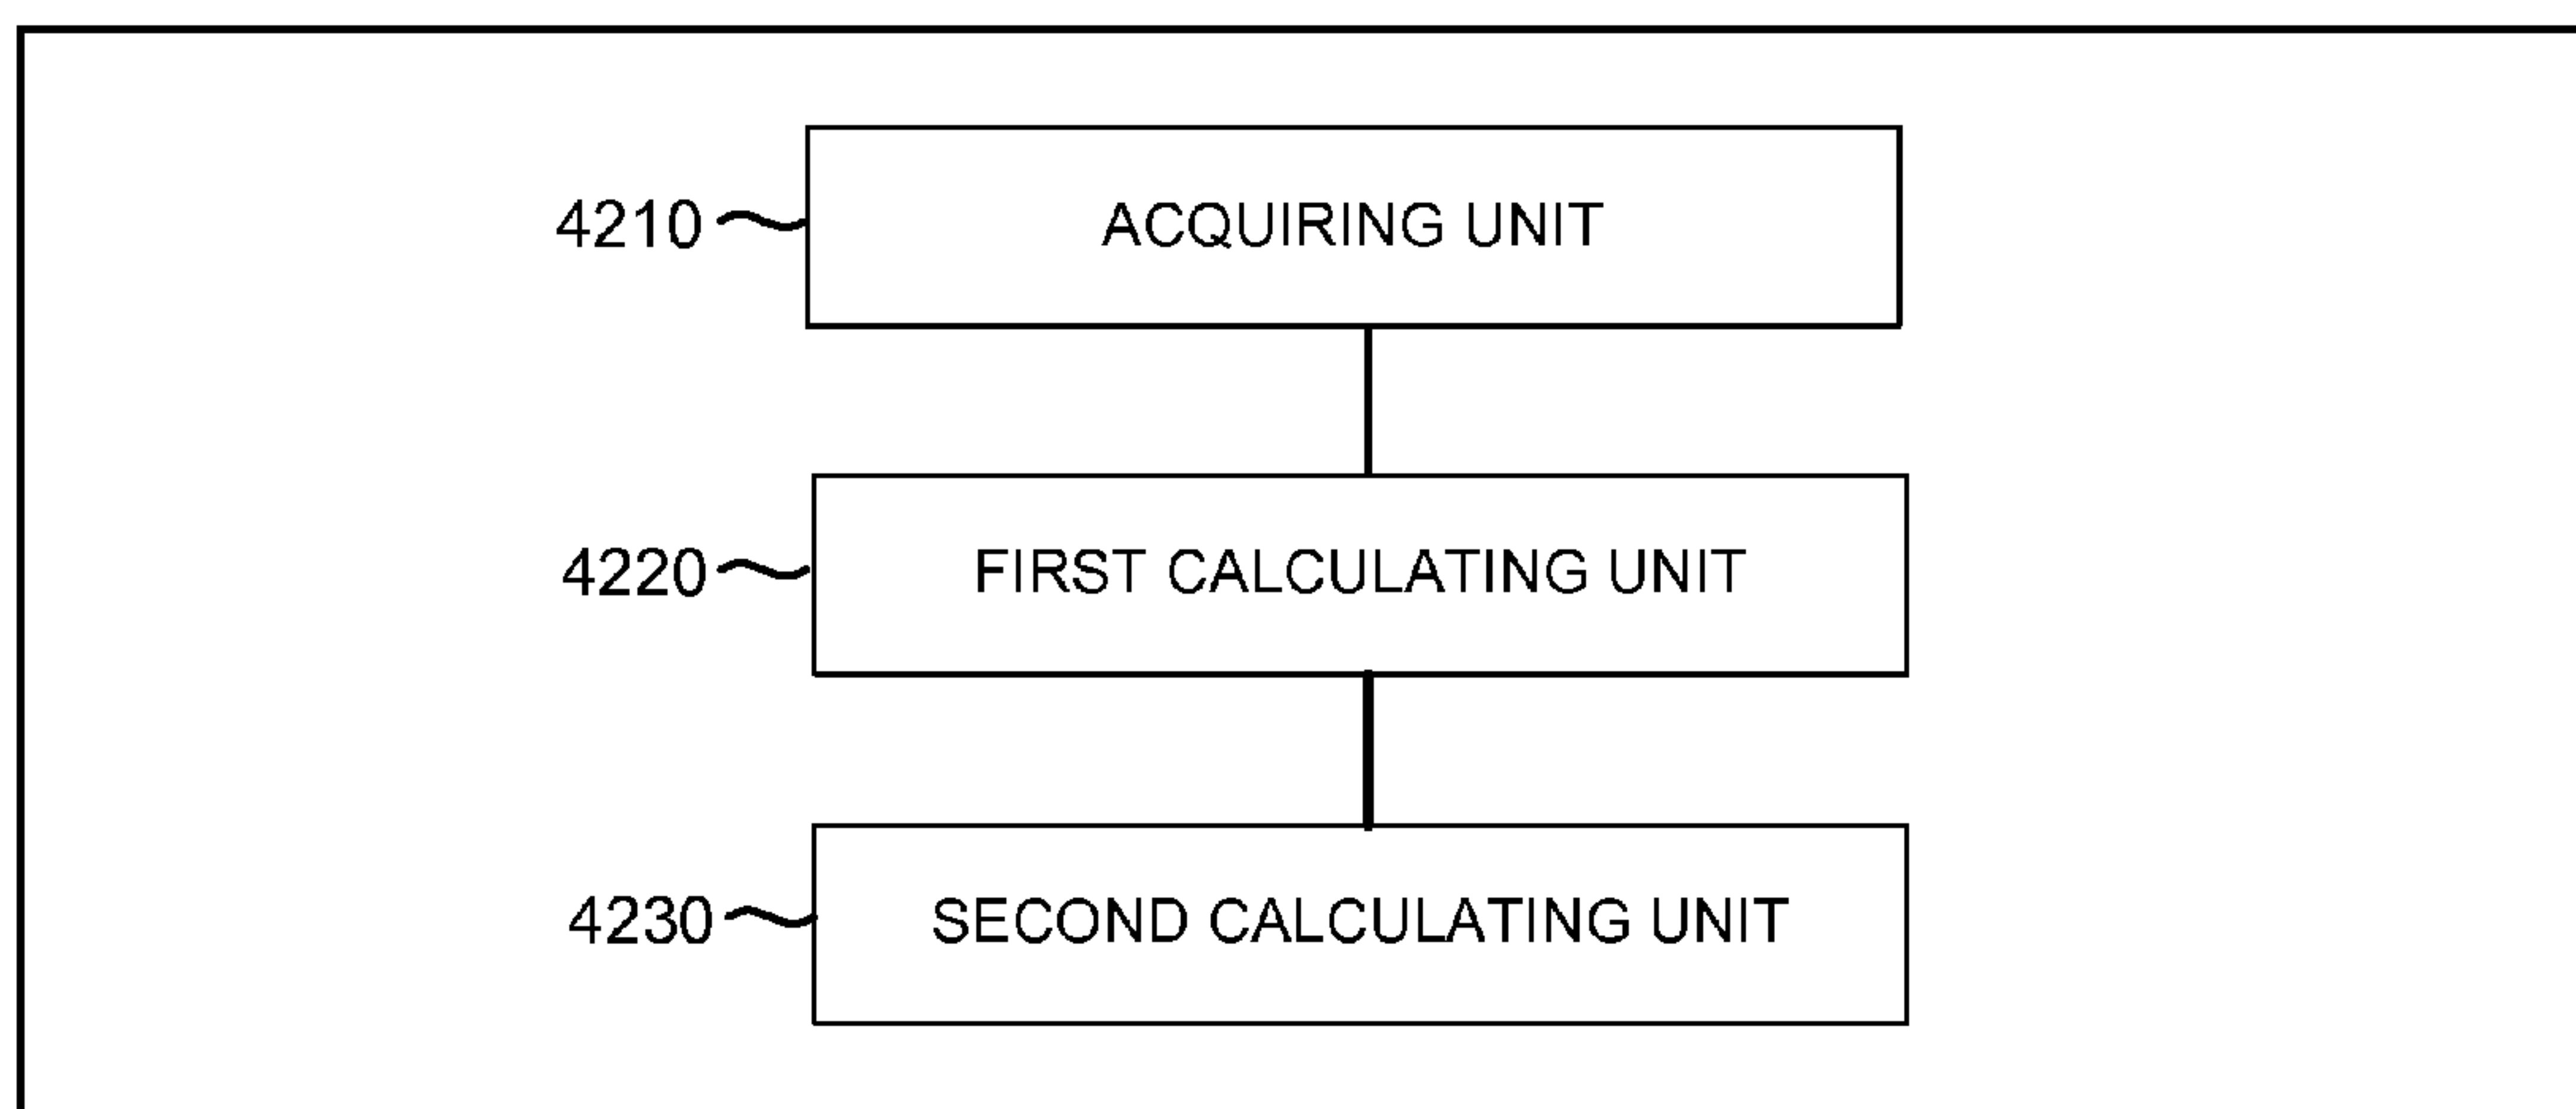 4210 ACQUIRING UNIT
4220 FIRST CALCULATING UNIT
4230 SECOND CALCULATING UNIT